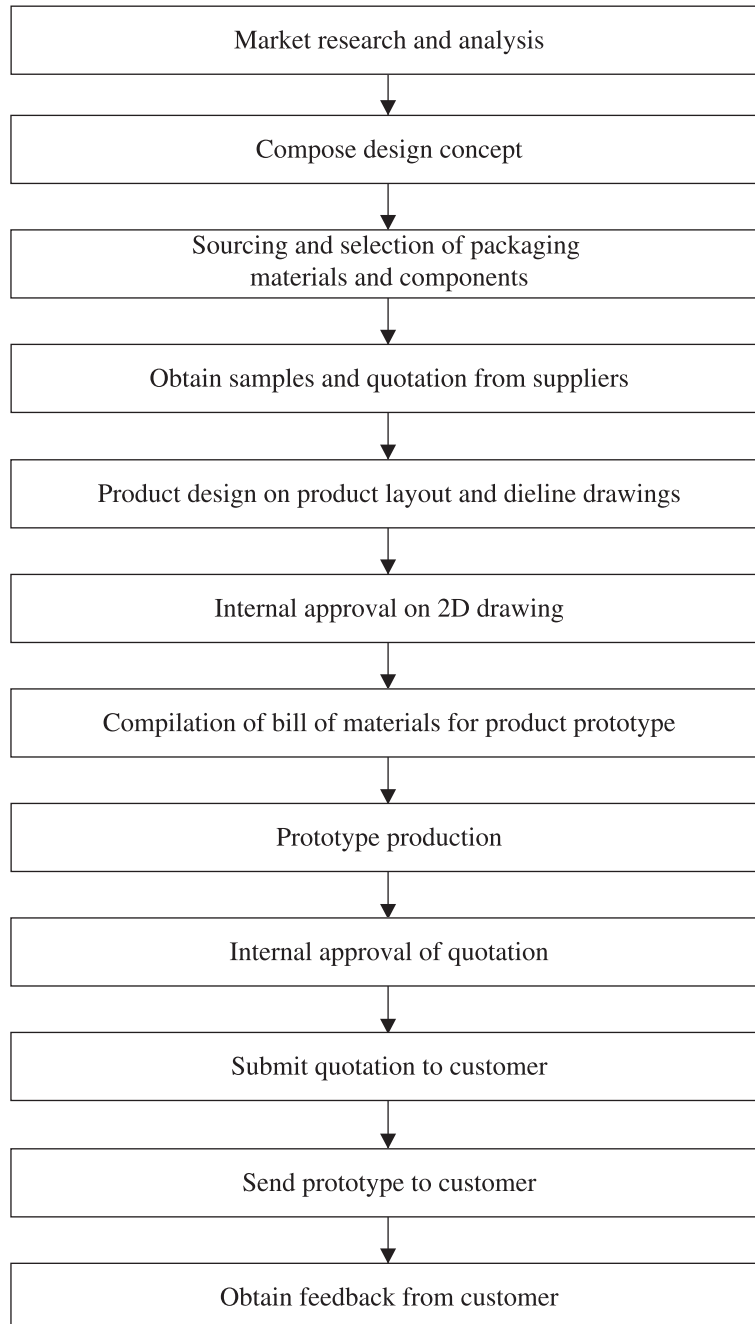 Market research and analysis
Compose design concept
Sourcing and selection of packaging
materials and components
Obtain samples and quotation from suppliers
Product design on product layout and dieline drawings
Internal approval on 2D drawing
Compilation of bill of materials for product prototype
Prototype production
Internal approval of quotation
Submit quotation to customer
Send prototype to customer
Obtain feedback from customer